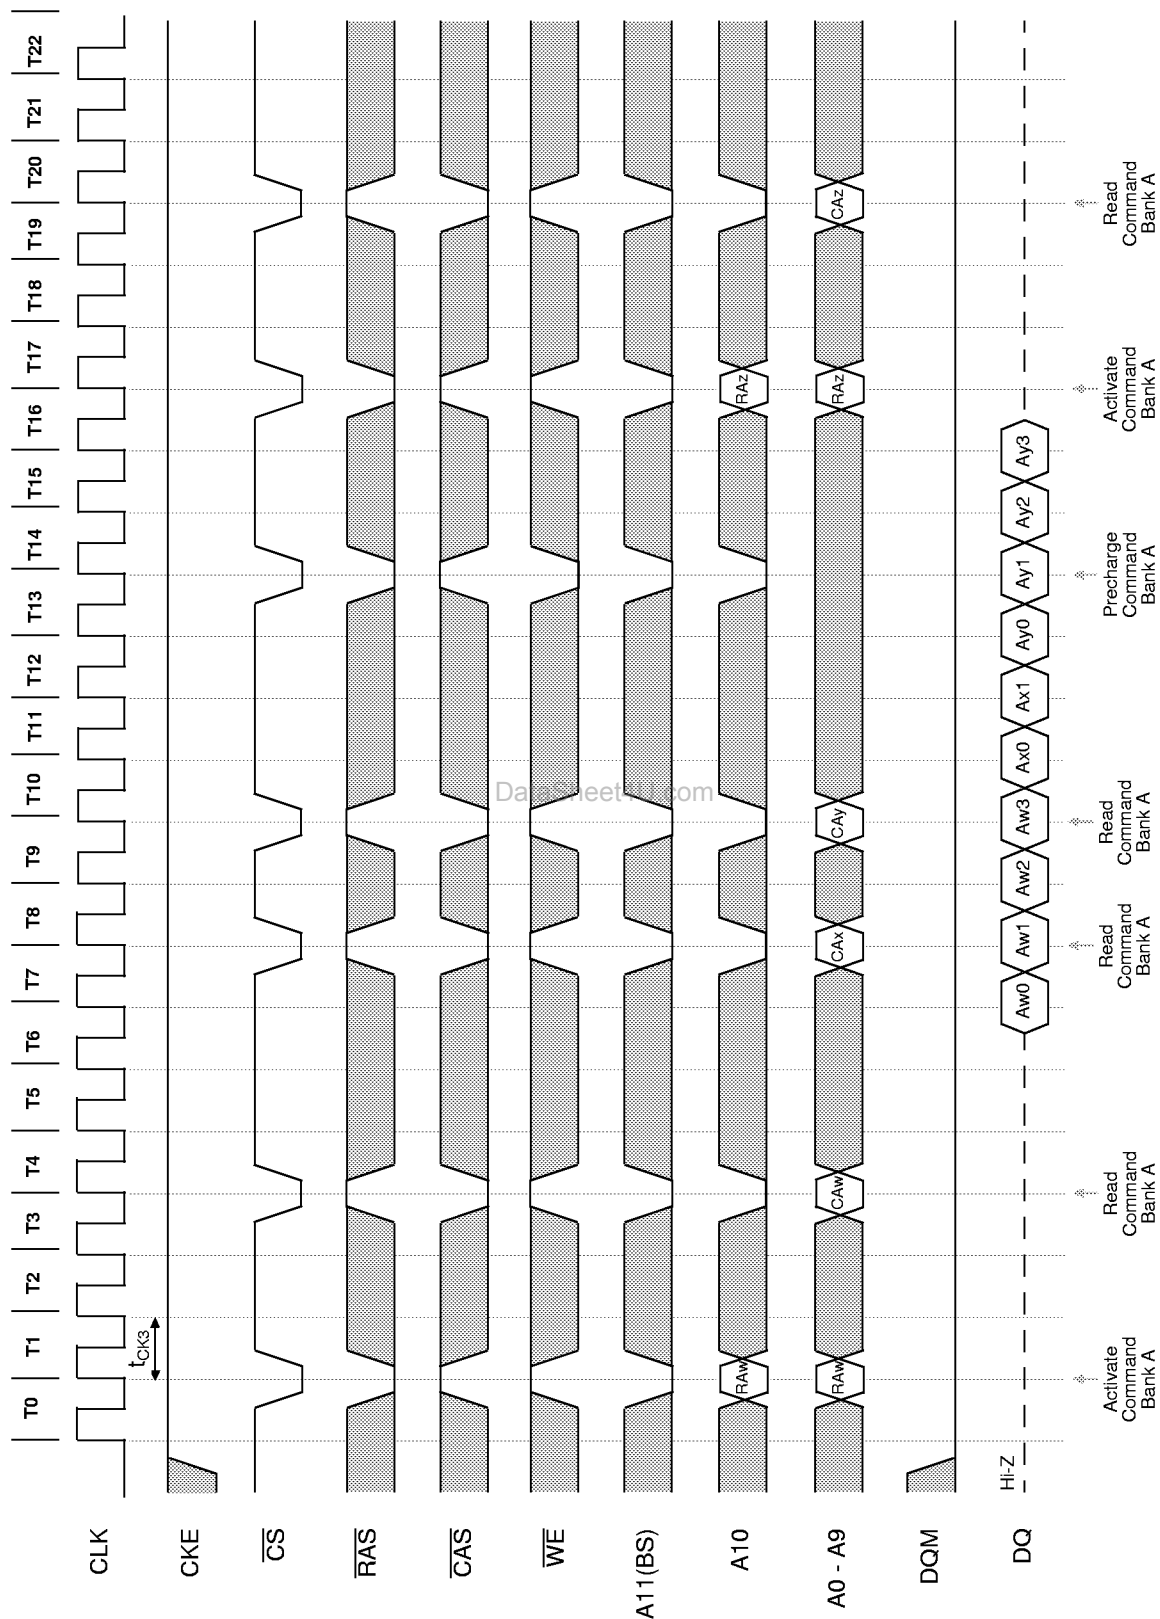 T0 T1 T2 T3 T4 T5 T6 T7 T8 T9 T10 T11 T12 T13 T14 T15 T16 T17 T18 T19 T20 T21 T22
CLK
tCK3
CKE
CS
RAS
CAS
WE
DataSheet4U.com
A11(BS)
A10 RAw RAz
A0 - A9 RAw CAw CAx CAy RAz CAz
DQM
DQ Hi-Z Aw0 Aw1 Aw2 Aw3 Ax0 Ax1 Ay0 Ay1 Ay2 Ay3
Activate
Command
Bank A
Read
Command
Bank A
Read
Command
Bank A
Read
Command
Bank A
Precharge
Command
Bank A
Activate
Command
Bank A
Read
Command
Bank A